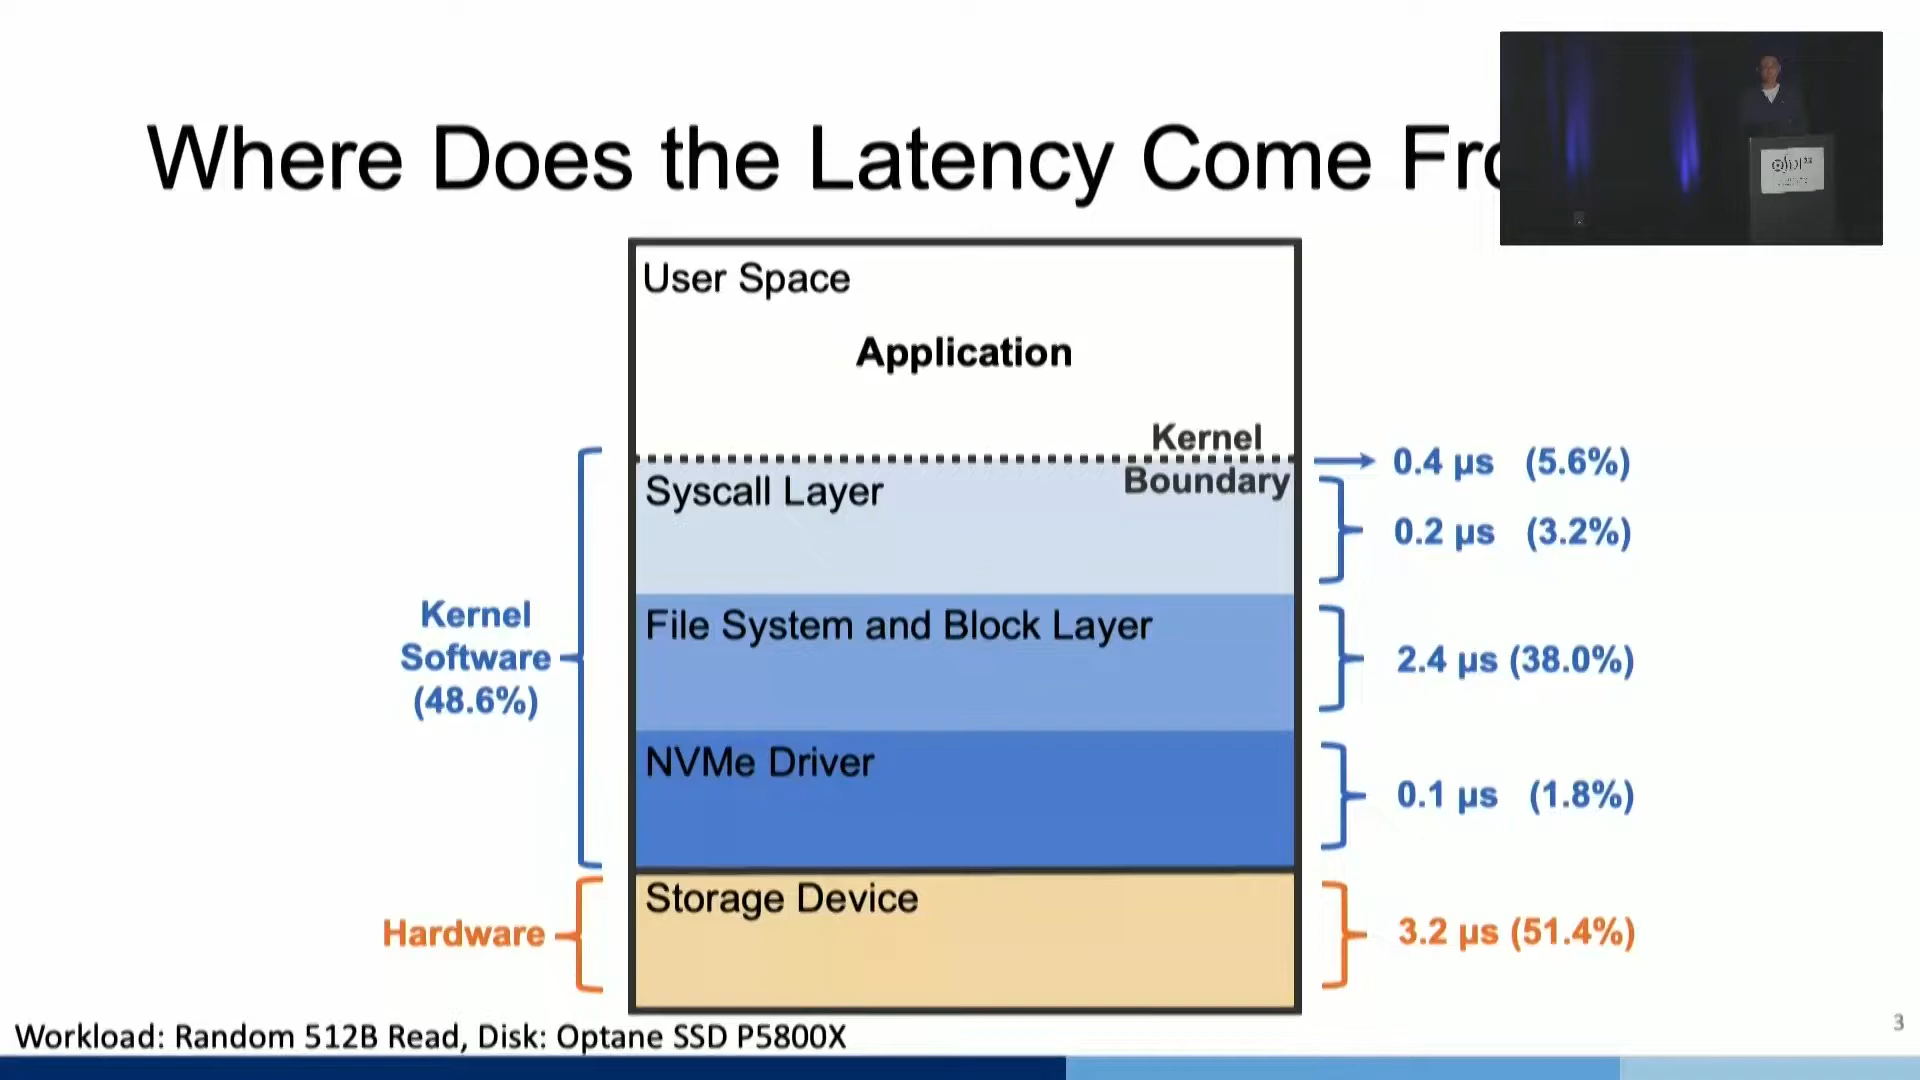 Where Does the Latency Come Fro
User Space
Application
Kernel
Boundary
0.4 µs (5.6%)
Syscall Layer
0.2 µs (3.2%)
Kernel
Software
(48.6%)
File System and Block Layer
2.4 µs (38.0%)
NVMe Driver
0.1 µs (1.8%)
Hardware
Storage Device
3.2 µs (51.4%)
Workload: Random 512B Read, Disk: Optane SSD P5800X
3